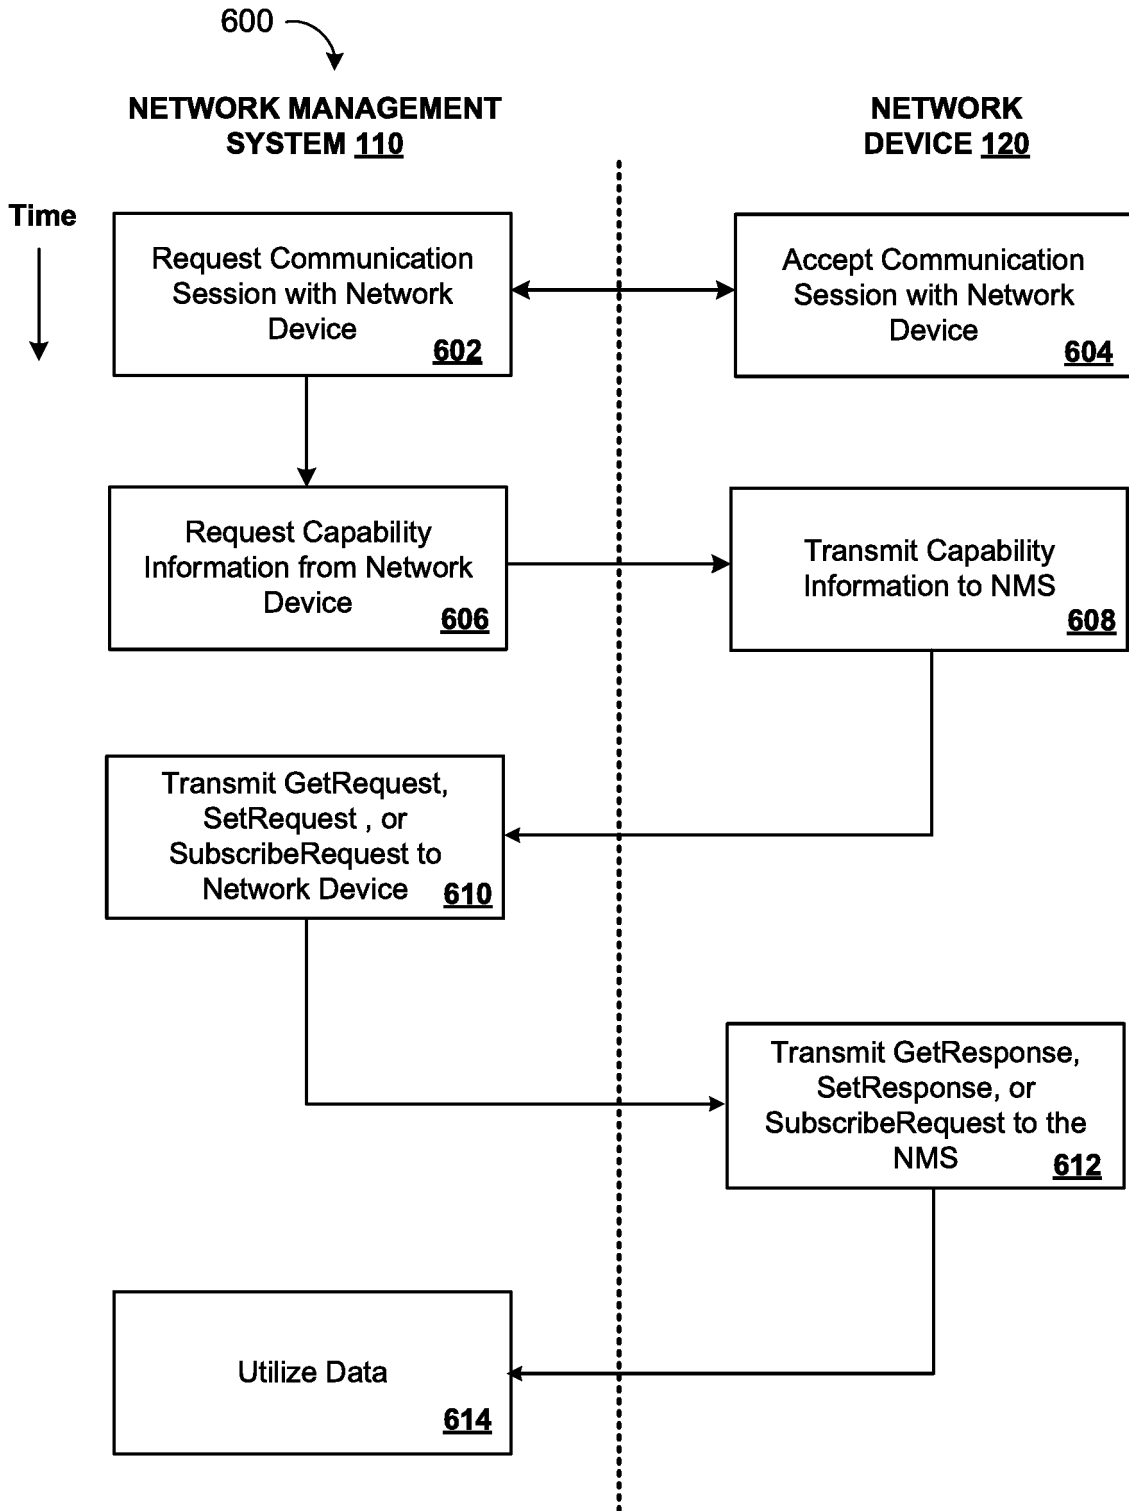 600
NETWORK MANAGEMENT
SYSTEM 110
NETWORK
DEVICE 120
Time
Request Communication
Session with Network
Device
602
Accept Communication
Session with Network
Device
604
Request Capability
Information from Network
Device
606
Transmit Capability
Information to NMS
608
Transmit GetRequest,
SetRequest , or
SubscribeRequest to
Network Device
610
Transmit GetResponse,
SetResponse, or
SubscribeRequest to the
NMS
612
Utilize Data
614